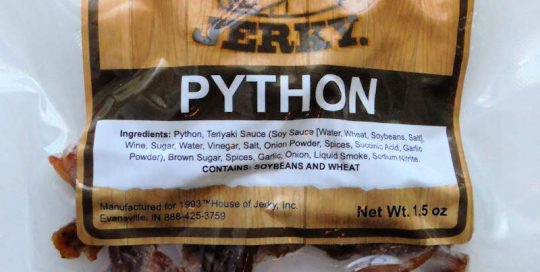 JERKY.
PYTHON
Ingredients: Python, Teriyaki Sauce (Soy Sauce [Water, Wheat, Soybeans, Salt],
Wine, Sugar, Water, Vinegar, Salt, Onion Powder, Spices, Succinic Acid, Garlic
Powder), Brown Sugar, Spices, Garlic, Onion, Liquid Smoke, Sodium Nitrite.
CONTAINS: SOYBEANS AND WHEAT
Manufactured for 1993™House of Jerky, Inc.
Evansville, IN 888-425-3759
Net Wt. 1.5 oz